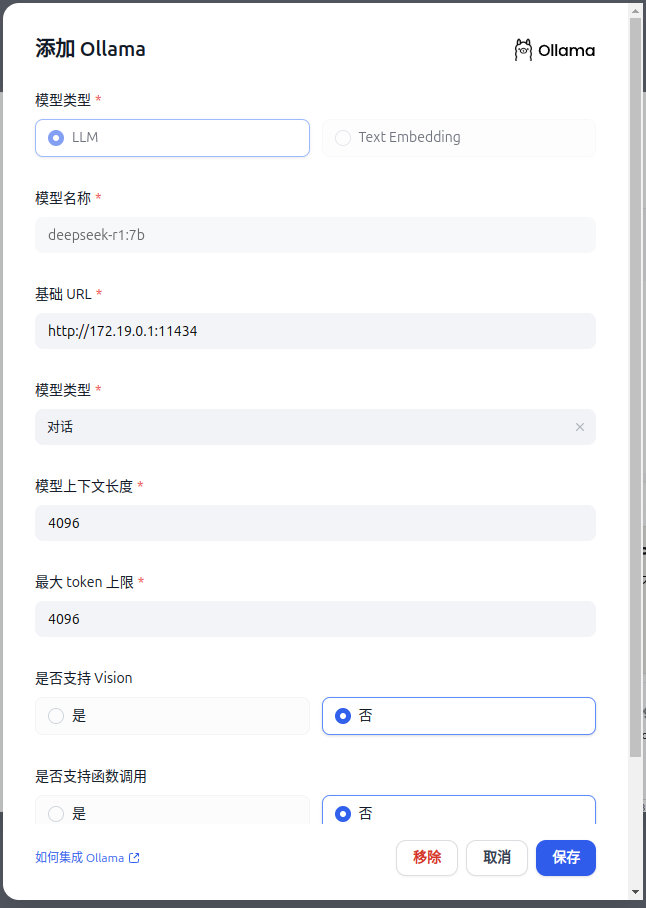 添加 Ollama
Ollama
模型类型 *
LLM
Text Embedding
模型名称 *
deepseek-r1:7b
基础 URL *
http://172.19.0.1:11434
模型类型 *
对话
模型上下文长度 *
4096
最大 token 上限 *
4096
是否支持 Vision
是
否
是否支持函数调用
是
否
如何集成 Ollama
移除
取消
保存